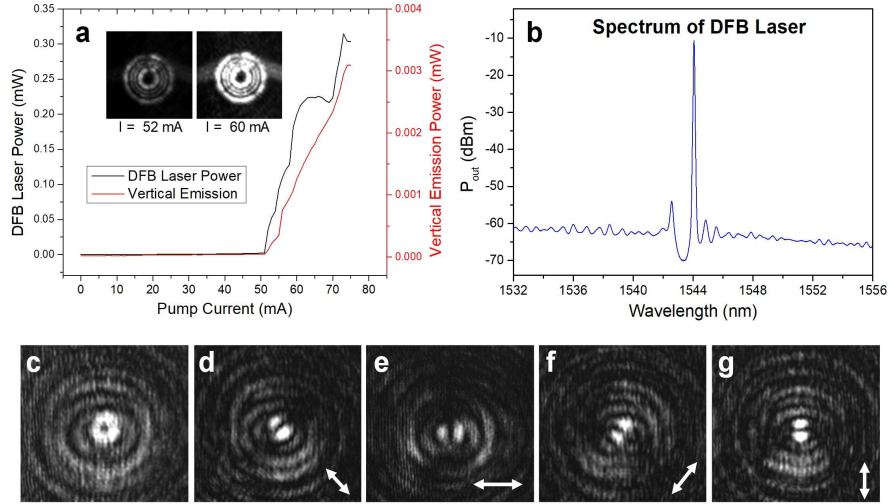 a
I = 52 mA
I = 60 mA
DFB Laser Power
Vertical Emission
DFB Laser Power (mW)
0.35
0.30
0.25
0.20
0.15
0.10
0.05
0.00
0
10
20
30
40
50
60
70
80
Pump Current (mA)
0.004
0.003
0.002
0.001
0.000
Vertical Emission Power (mW)
b
Spectrum of DFB Laser
Pout (dBm)
-10
-20
-30
-40
-50
-60
-70
1532
1536
1540
1544
1548
1552
1556
Wavelength (nm)
c
d
e
f
g